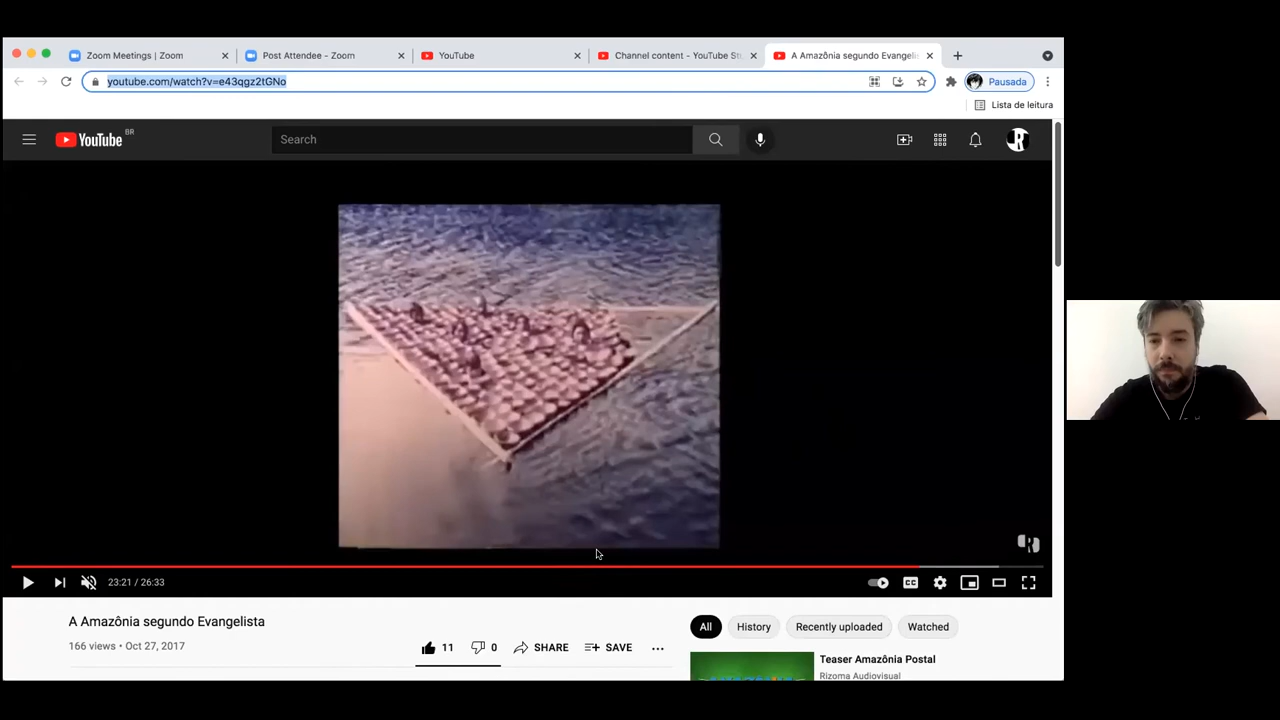 Zoom Meetings | Zoom
Post Attendee - Zoom
YouTube
Channel content - YouTube St
A Amazônia segundo Evangelis
youtube.com/watch?v=e43qgz2tGNo
Pausada
Lista de leitura
YouTube BR
Search
23:21 / 26:33
CC
A Amazônia segundo Evangelista
166 views • Oct 27, 2017
11
0
SHARE
SAVE
All
History
Recently uploaded
Watched
Teaser Amazônia Postal
Rizoma Audiovisual